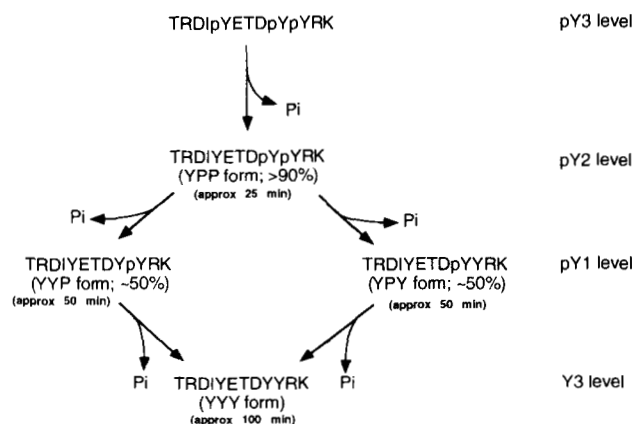 TRDIpYETDpYpYRK
pY3 level
Pi
TRDIYETDpYpYRK
pY2 level
(YPP form; >90%)
(approx 25 min)
Pi
Pi
TRDIYETDYpYRK
TRDIYETDpYYRK
pY1 level
(YYP form; ~50%)
(YPY form; ~50%)
(approx 50 min)
(approx 50 min)
Pi
TRDIYETDYYRK
Pi
Y3 level
(YYY form)
(approx 100 min)